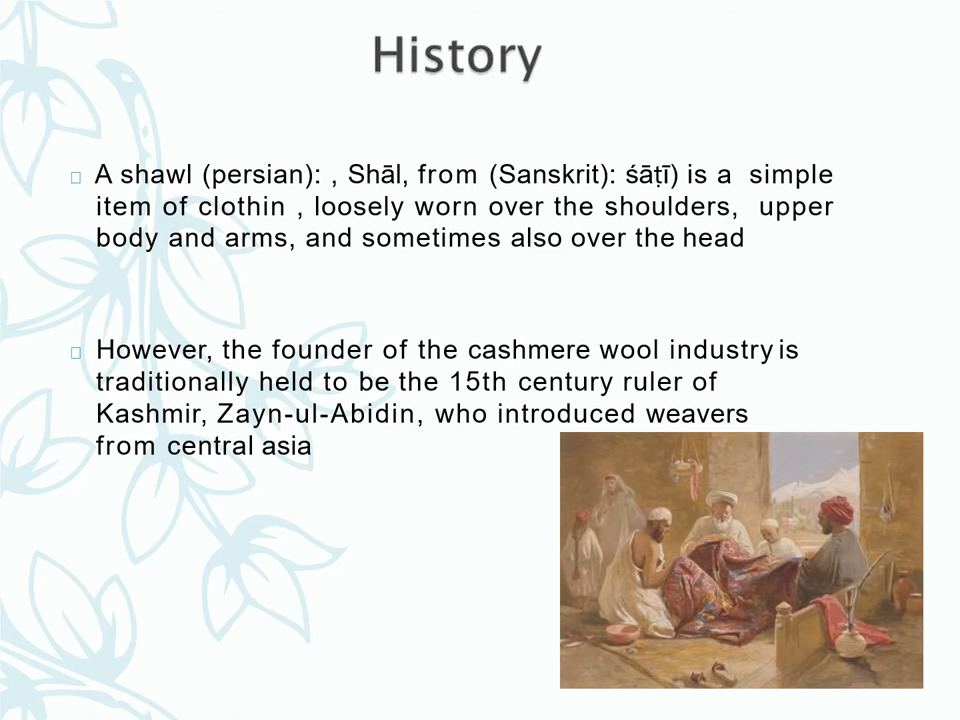 History
A shawl (persian): , Shāl, from (Sanskrit): śāṭī) is a simple
item of clothin , loosely worn over the shoulders, upper
body and arms, and sometimes also over the head
However, the founder of the cashmere wool industry is
traditionally held to be the 15th century ruler of
Kashmir, Zayn-ul-Abidin, who introduced weavers
from central asia